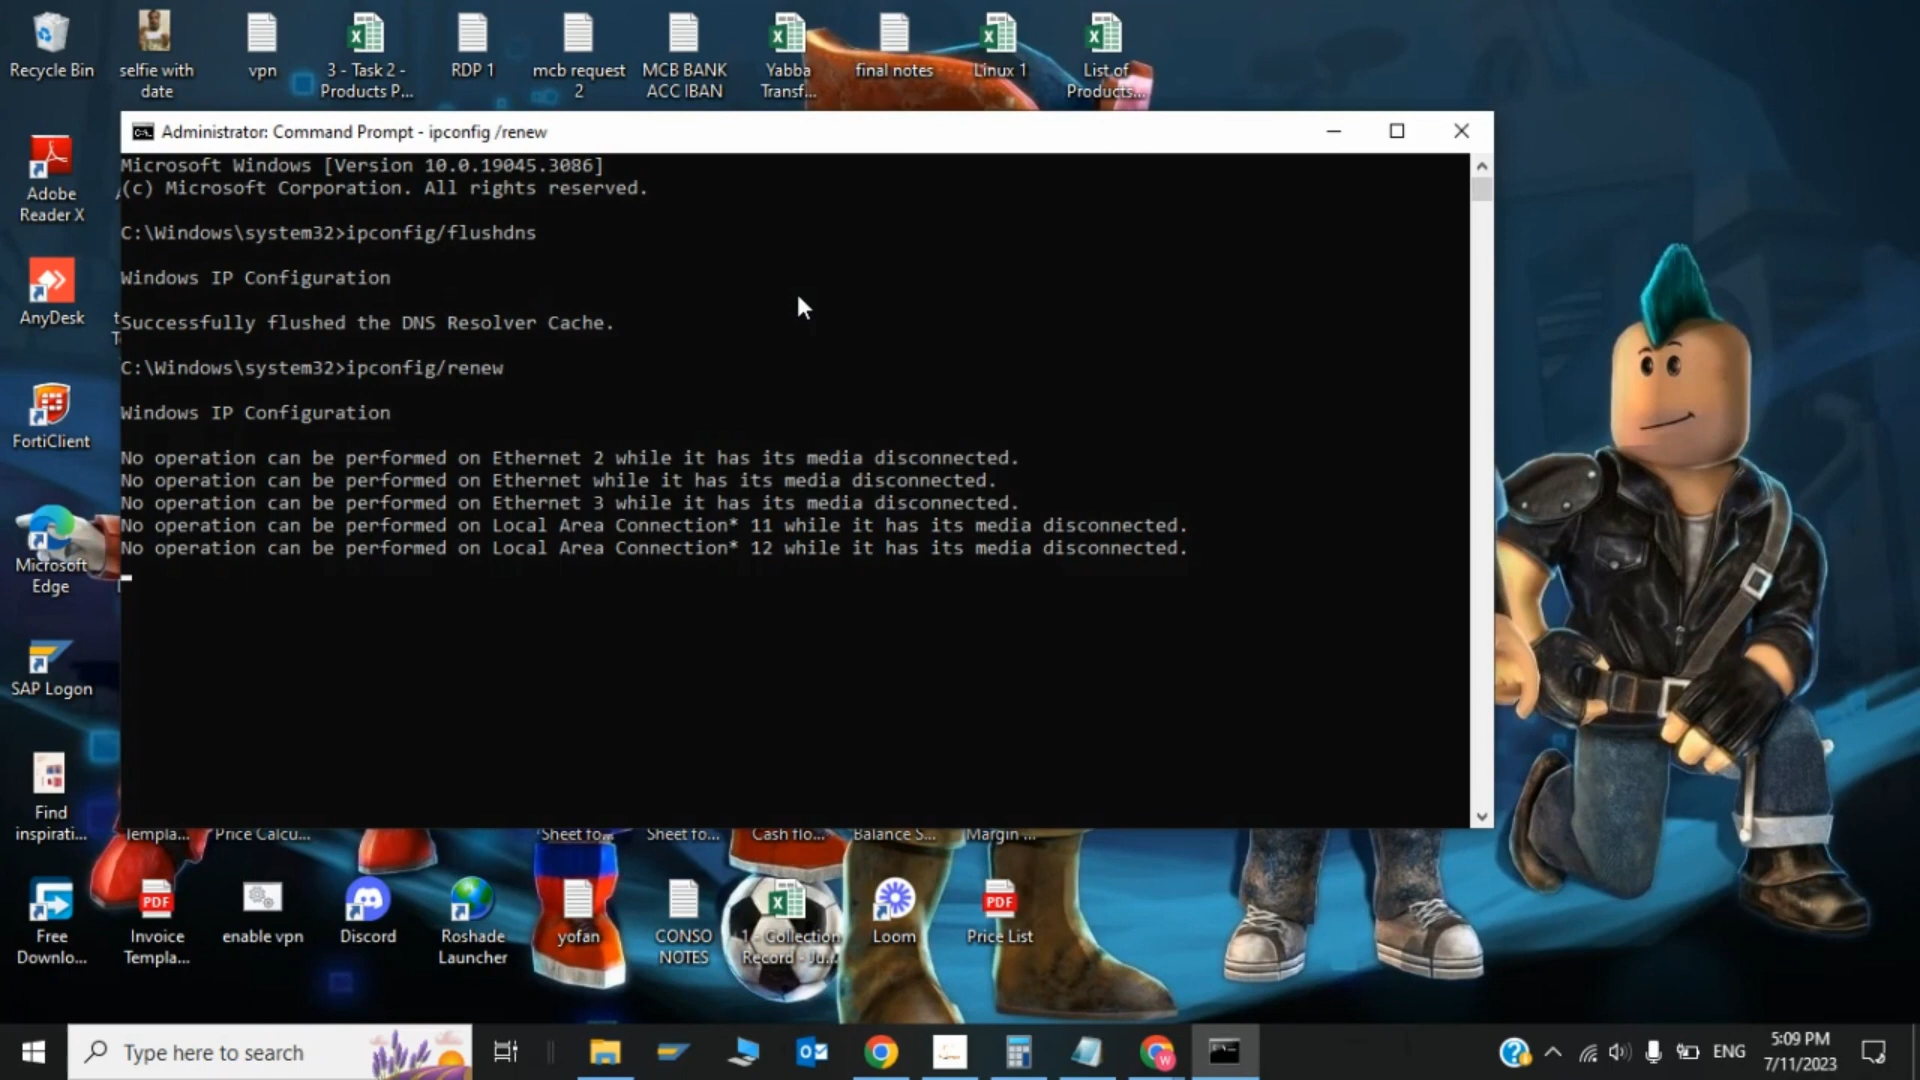 Recycle Bin
selfie with
date
vpn
3 - Task 2 -
Products P...
RDP 1
mcb request
2
MCB BANK
ACC IBAN
Yabba
Transf...
final notes
Linux 1
List of
Products...
Administrator: Command Prompt - ipconfig /renew
Microsoft Windows [Version 10.0.19045.3086]
(c) Microsoft Corporation. All rights reserved.
C:\Windows\system32>ipconfig/flushdns
Windows IP Configuration
Successfully flushed the DNS Resolver Cache.
C:\Windows\system32>ipconfig/renew
Windows IP Configuration
No operation can be performed on Ethernet 2 while it has its media disconnected.
No operation can be performed on Ethernet while it has its media disconnected.
No operation can be performed on Ethernet 3 while it has its media disconnected.
No operation can be performed on Local Area Connection* 11 while it has its media disconnected.
No operation can be performed on Local Area Connection* 12 while it has its media disconnected.
Adobe
Reader X
AnyDesk
FortiClient
Microsoft
Edge
SAP Logon
Find
inspirati...
Templa...
Price Calcu...
Sheet fo...
Sheet fo...
Cash flo...
Balance S...
Margin ...
Free
Downlo...
PDF
Invoice
Templa...
enable vpn
Discord
Roshade
Launcher
yofan
CONSO
NOTES
1 - Collection
Record - Ju...
Loom
PDF
Price List
Type here to search
ENG
5:09 PM
7/11/2023